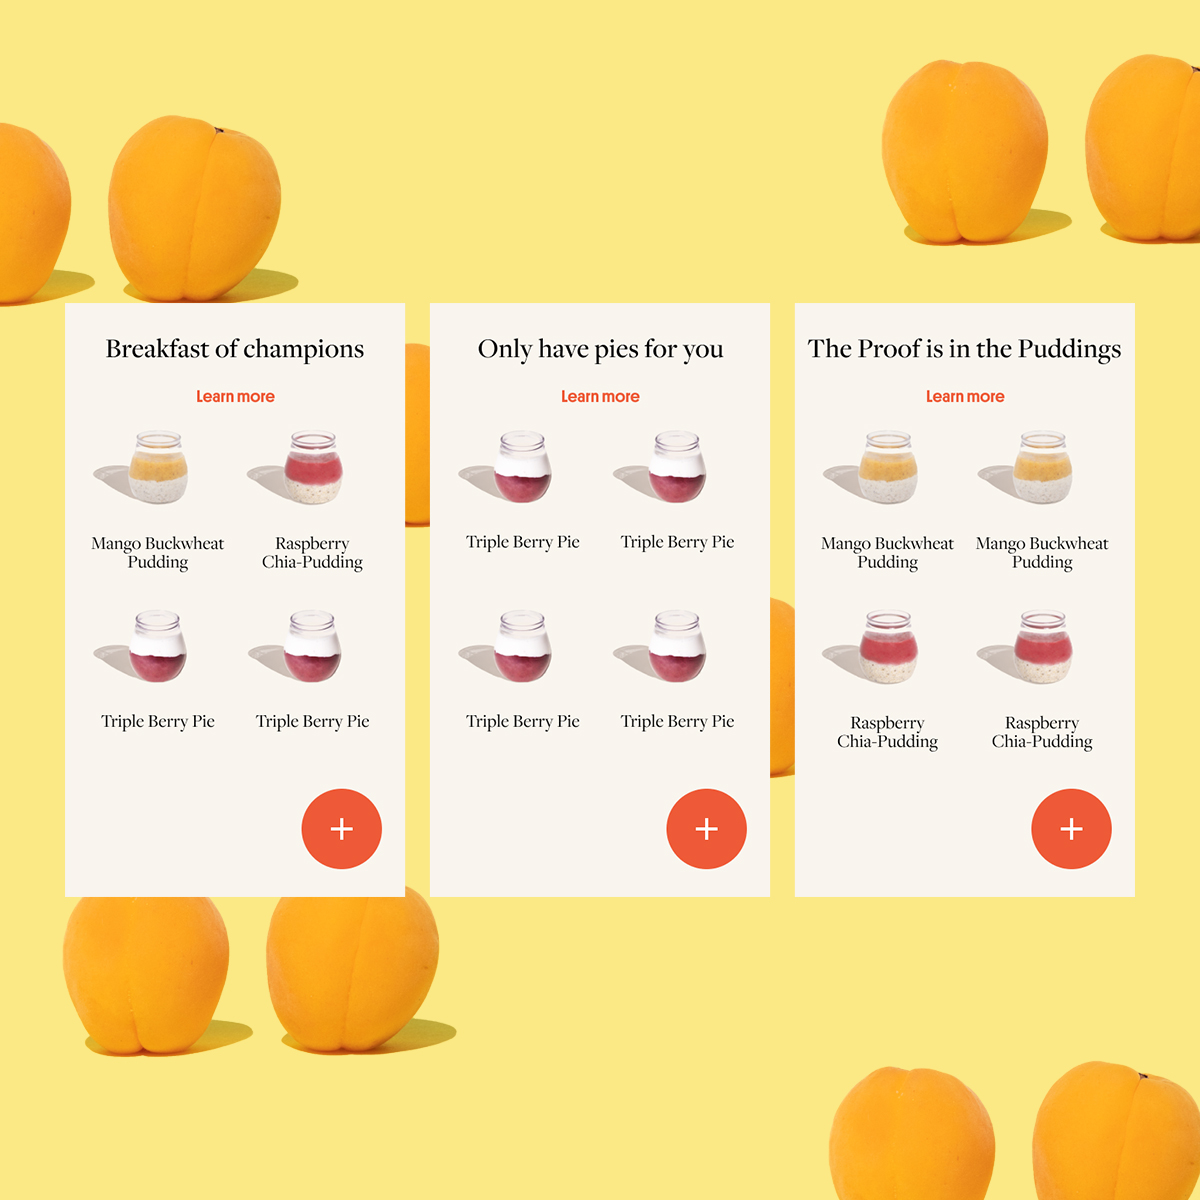 Breakfast of champions
Learn more
Mango Buckwheat
Pudding
Raspberry
Chia-Pudding
Triple Berry Pie
Triple Berry Pie
Only have pies for you
Learn more
Triple Berry Pie
Triple Berry Pie
Triple Berry Pie
Triple Berry Pie
The Proof is in the Puddings
Learn more
Mango Buckwheat
Pudding
Mango Buckwheat
Pudding
Raspberry
Chia-Pudding
Raspberry
Chia-Pudding